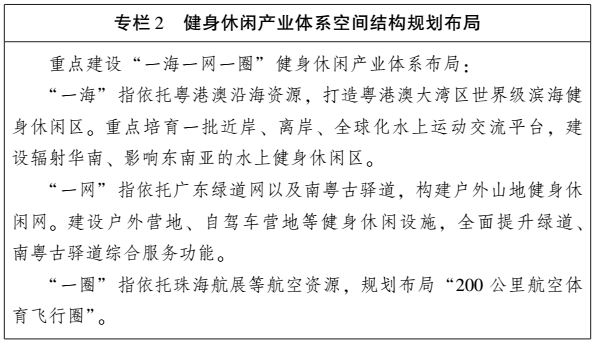 专栏 2　健身休闲产业体系空间结构规划布局
重点建设“一海一网一圈”健身休闲产业体系布局：
“一海”指依托粤港澳沿海资源，打造粤港澳大湾区世界级滨海健
身休闲区。重点培育一批近岸、离岸、全球化水上运动交流平台，建
设辐射华南、影响东南亚的水上健身休闲区。
“一网”指依托广东绿道网以及南粤古驿道，构建户外山地健身休
闲网。建设户外营地、自驾车营地等健身休闲设施，全面提升绿道、
南粤古驿道综合服务功能。
“一圈”指依托珠海航展等航空资源，规划布局“200 公里航空体
育飞行圈”。